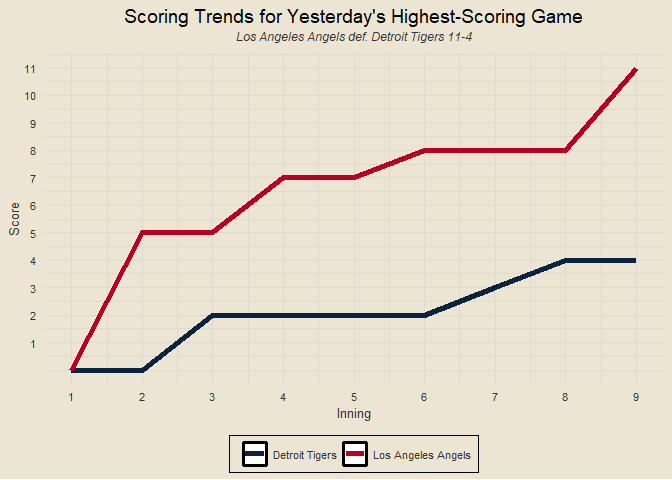 Scoring Trends for Yesterday's Highest-Scoring Game
Los Angeles Angels def. Detroit Tigers 11-4
11
10
9
8
7
6
5
4
3
2
1
Score
1 2 3 4 5 6 7 8 9
Inning
Detroit Tigers Los Angeles Angels